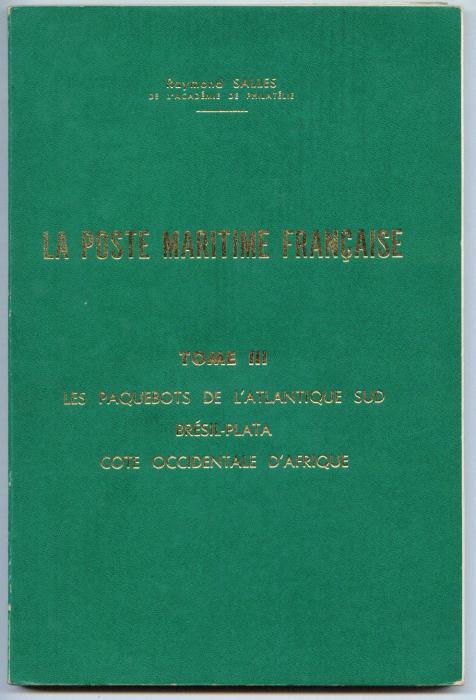 Raymond SALLES
DE L'ACADÉMIE DE PHILATÉLIE
LA POSTE MARITIME FRANÇAISE
TOME III
LES PAQUEBOTS DE L'ATLANTIQUE SUD
BRÉSIL-PLATA
COTE OCCIDENTALE D'AFRIQUE